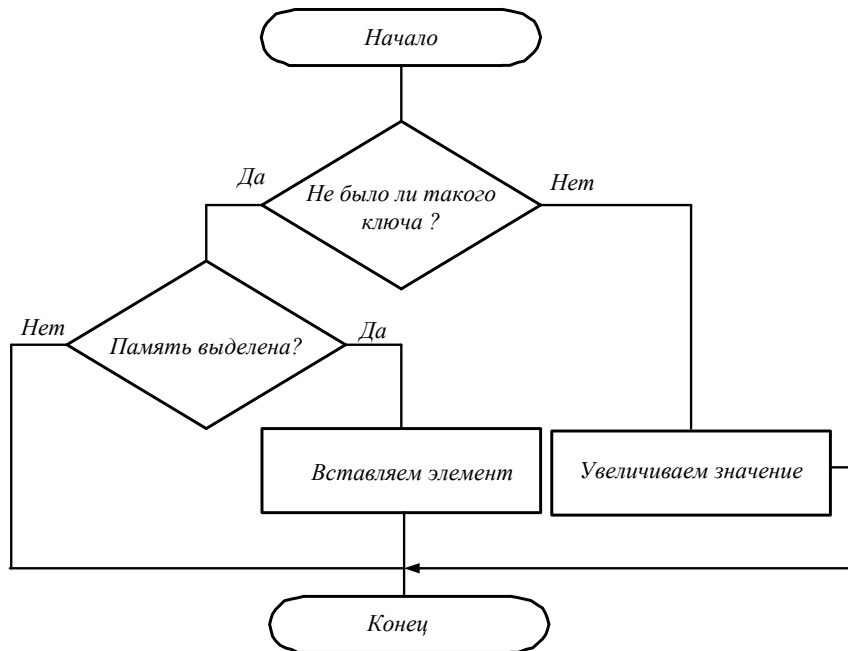 Начало
Да
Нет
Не было ли такого
ключа ?
Нет
Да
Память выделена?
Вставляем элемент
Увеличиваем значение
Конец